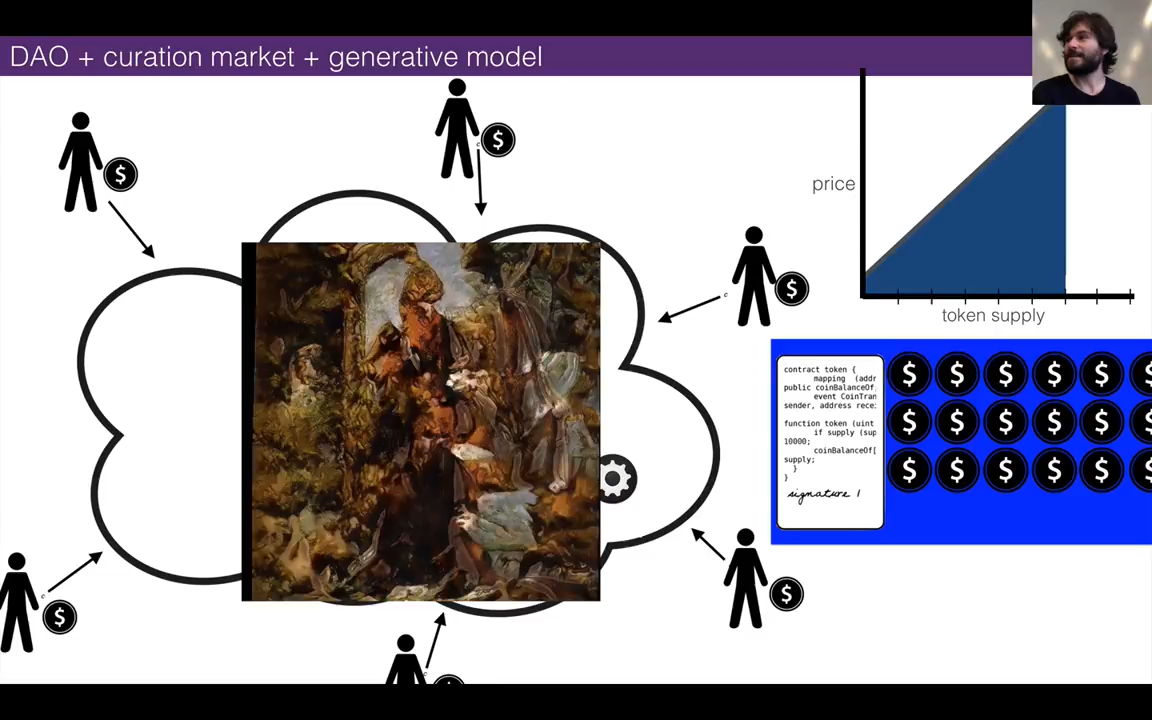 DAO + curation market + generative model
price
token supply
contract token {
mapping (addr
public coinBalanceOf
event CoinTran
sender, address rece
function token (uint
if supply (sup
10000;
coinBalanceOf[
supply;
}
}
signature 1